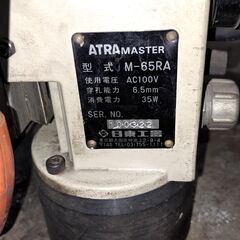 ATRA MASTER
型式 M-65RA
使用電圧 AC100V
穿孔能力 6.5mm
消費電力 35W
SER. NO.
日東工器